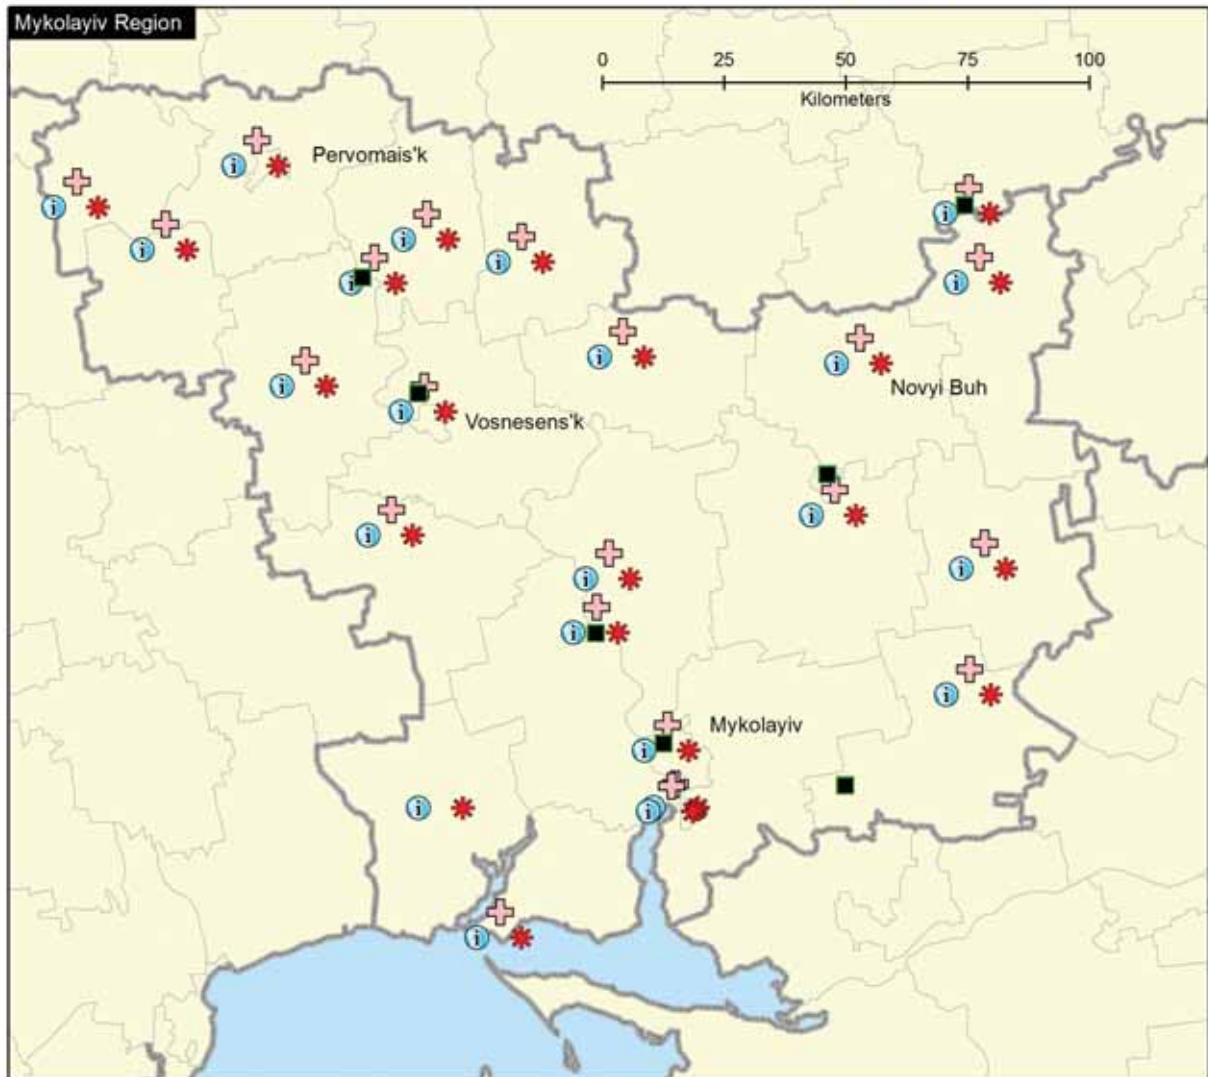 Mykolayiv Region
0 25 50 75 100
Kilometers
Pervomais'k
Novyi Buh
Vosnesens'k
Mykolayiv